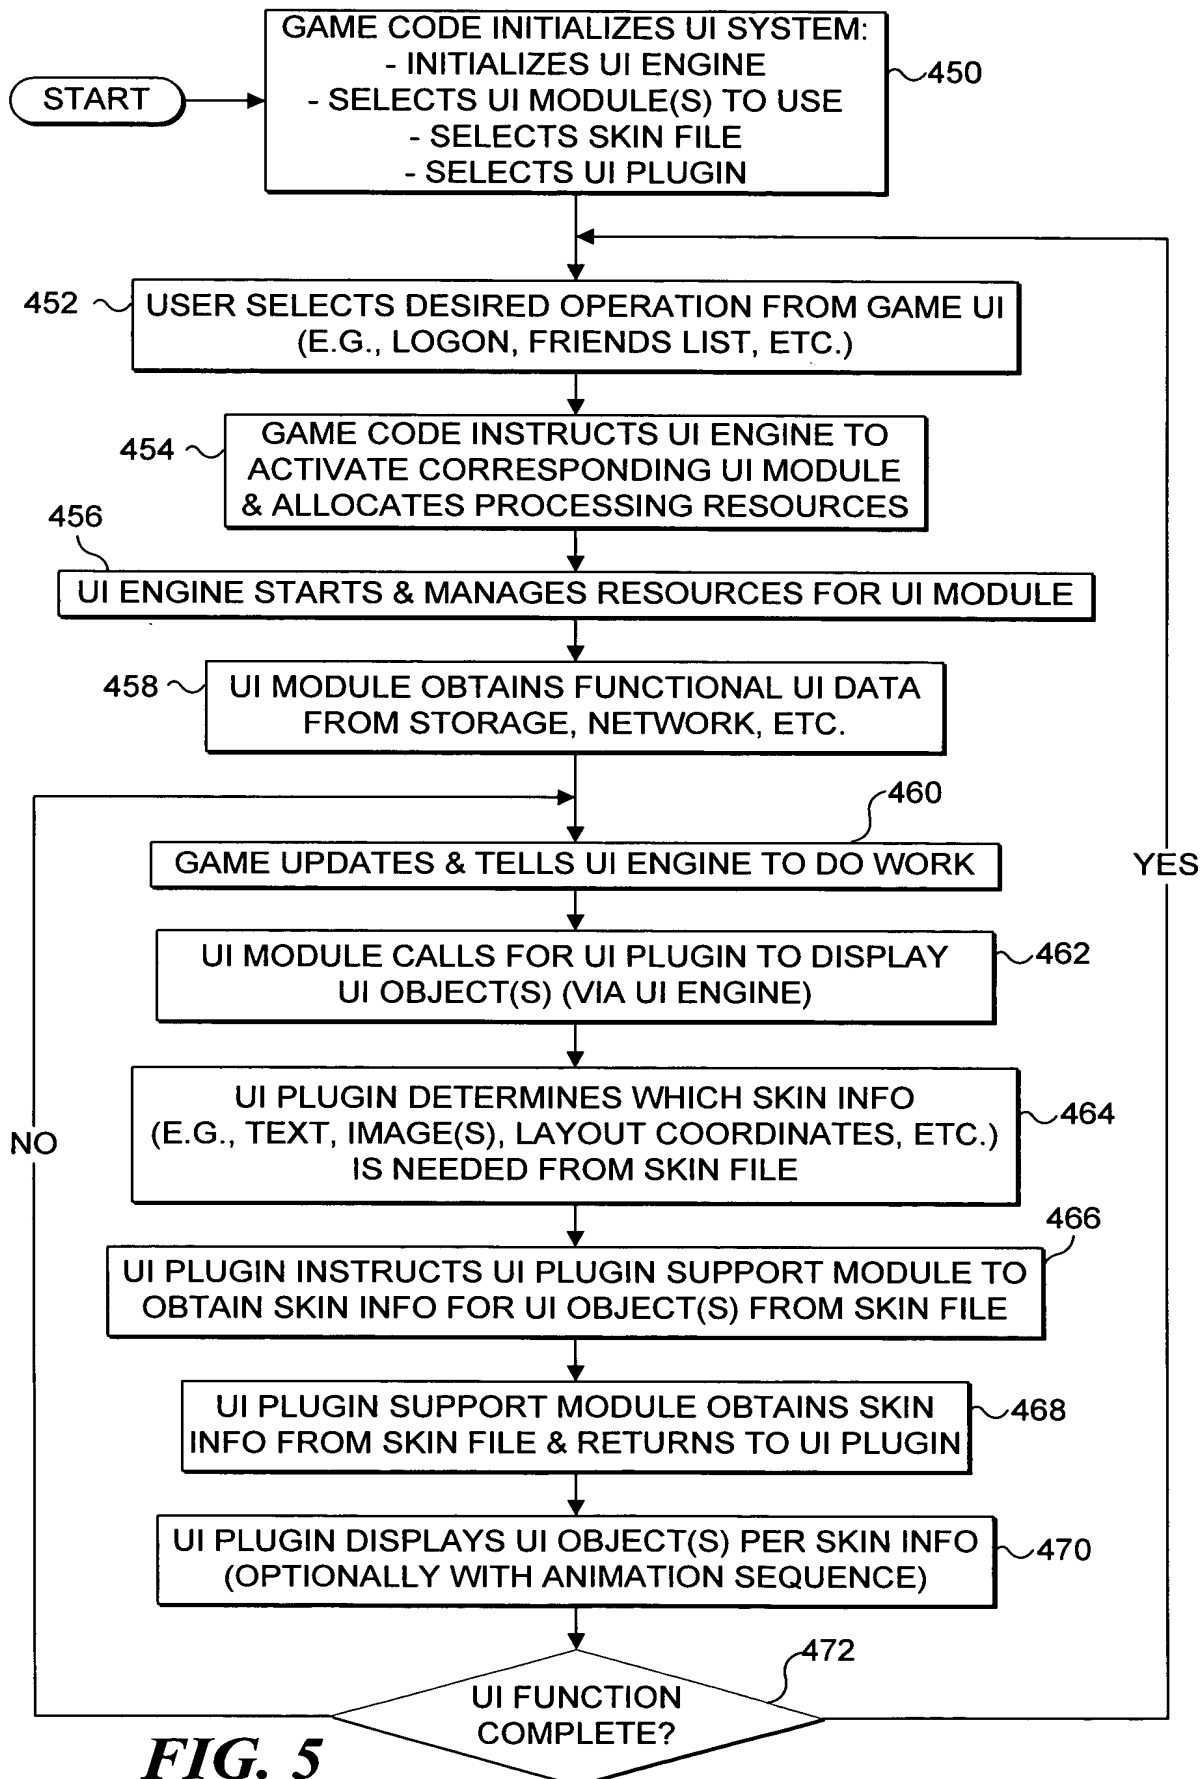 GAME CODE INITIALIZES UI SYSTEM:
- INITIALIZES UI ENGINE
- SELECTS UI MODULE(S) TO USE
- SELECTS SKIN FILE
- SELECTS UI PLUGIN
450
START
452
USER SELECTS DESIRED OPERATION FROM GAME UI
(E.G., LOGON, FRIENDS LIST, ETC.)
454
GAME CODE INSTRUCTS UI ENGINE TO
ACTIVATE CORRESPONDING UI MODULE
& ALLOCATES PROCESSING RESOURCES
456
UI ENGINE STARTS & MANAGES RESOURCES FOR UI MODULE
458
UI MODULE OBTAINS FUNCTIONAL UI DATA
FROM STORAGE, NETWORK, ETC.
460
GAME UPDATES & TELLS UI ENGINE TO DO WORK
YES
UI MODULE CALLS FOR UI PLUGIN TO DISPLAY
UI OBJECT(S) (VIA UI ENGINE)
462
UI PLUGIN DETERMINES WHICH SKIN INFO
(E.G., TEXT, IMAGE(S), LAYOUT COORDINATES, ETC.)
IS NEEDED FROM SKIN FILE
464
NO
466
UI PLUGIN INSTRUCTS UI PLUGIN SUPPORT MODULE TO
OBTAIN SKIN INFO FOR UI OBJECT(S) FROM SKIN FILE
UI PLUGIN SUPPORT MODULE OBTAINS SKIN
INFO FROM SKIN FILE & RETURNS TO UI PLUGIN
468
UI PLUGIN DISPLAYS UI OBJECT(S) PER SKIN INFO
(OPTIONALLY WITH ANIMATION SEQUENCE)
470
472
UI FUNCTION
COMPLETE?
FIG. 5